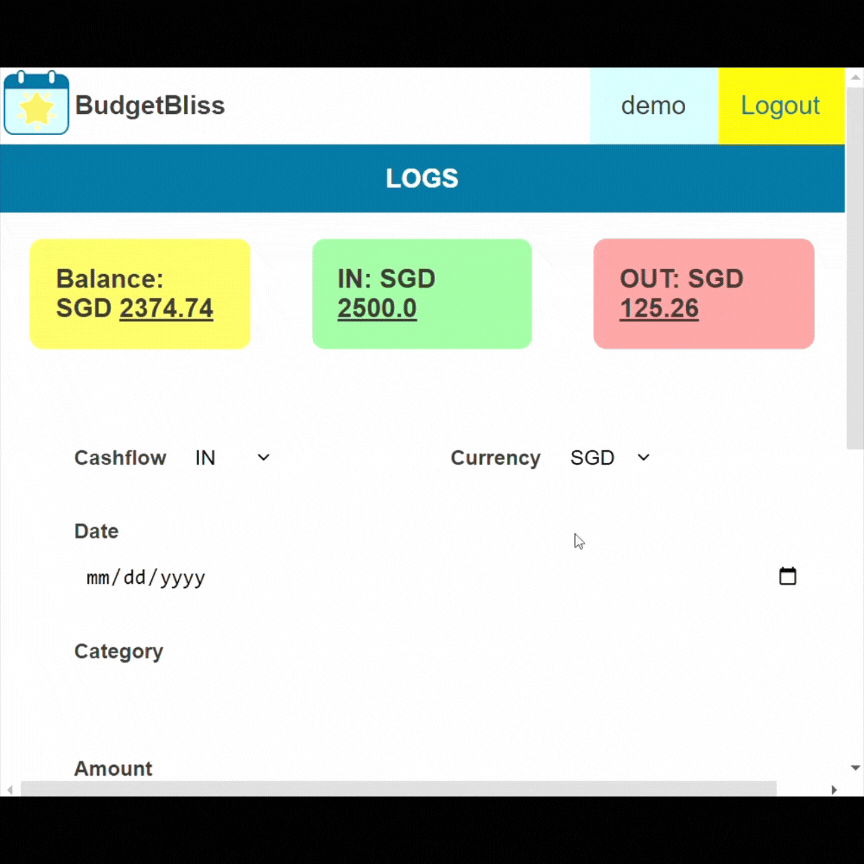 BudgetBliss
demo
Logout
LOGS
Balance:
SGD 2374.74
IN: SGD
2500.0
OUT: SGD
125.26
Cashflow IN
Currency SGD
Date
mm/dd/yyyy
Category
Amount